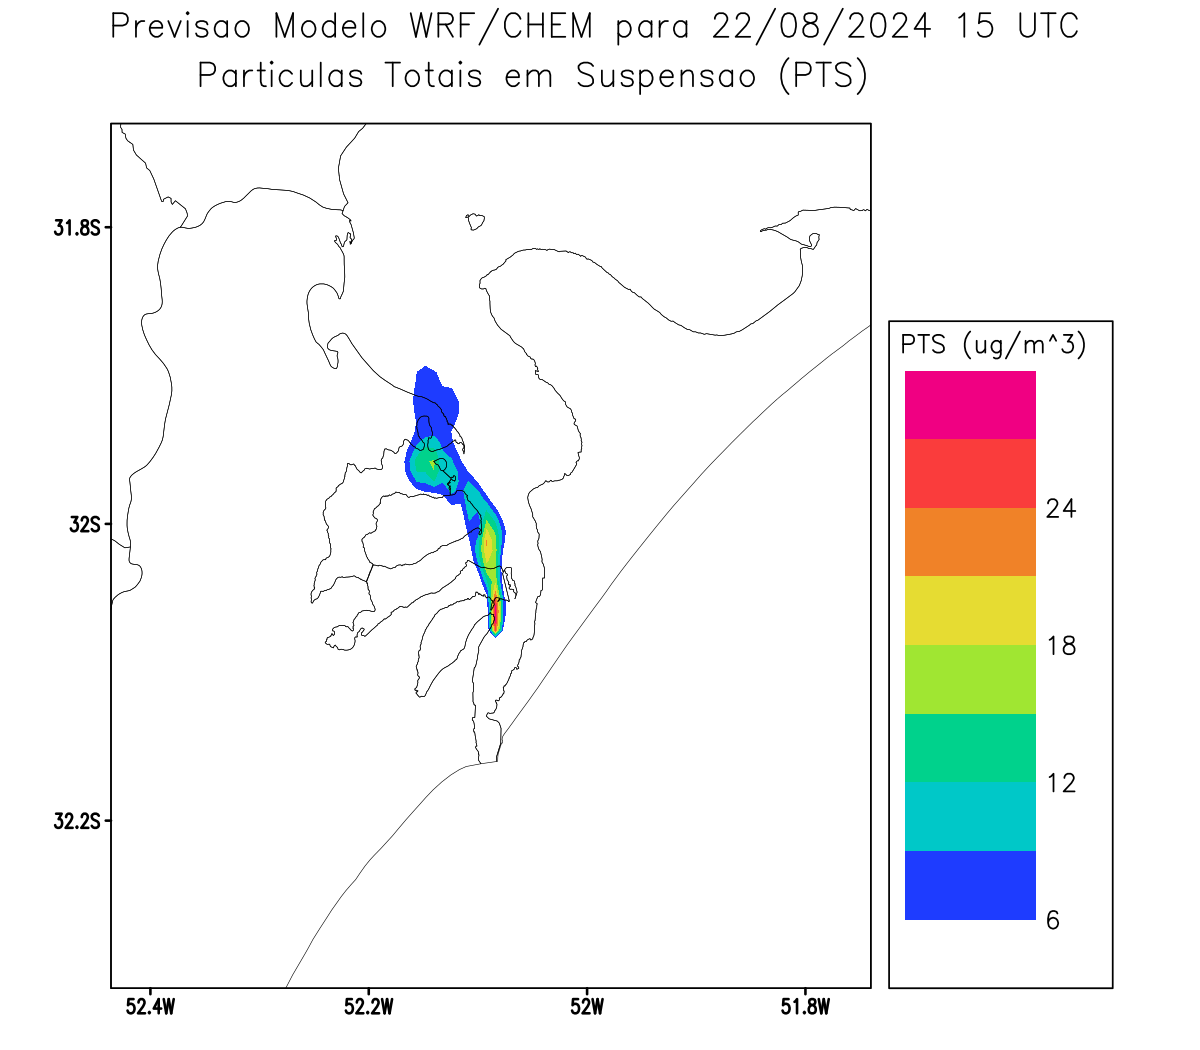 Previsao Modelo WRF/CHEM para 22/08/2024 15 UTC
Particulas Totais em Suspensao (PTS)
31.8S
32S
32.2S
52.4W
52.2W
52W
51.8W
PTS (ug/m^3)
24
18
12
6